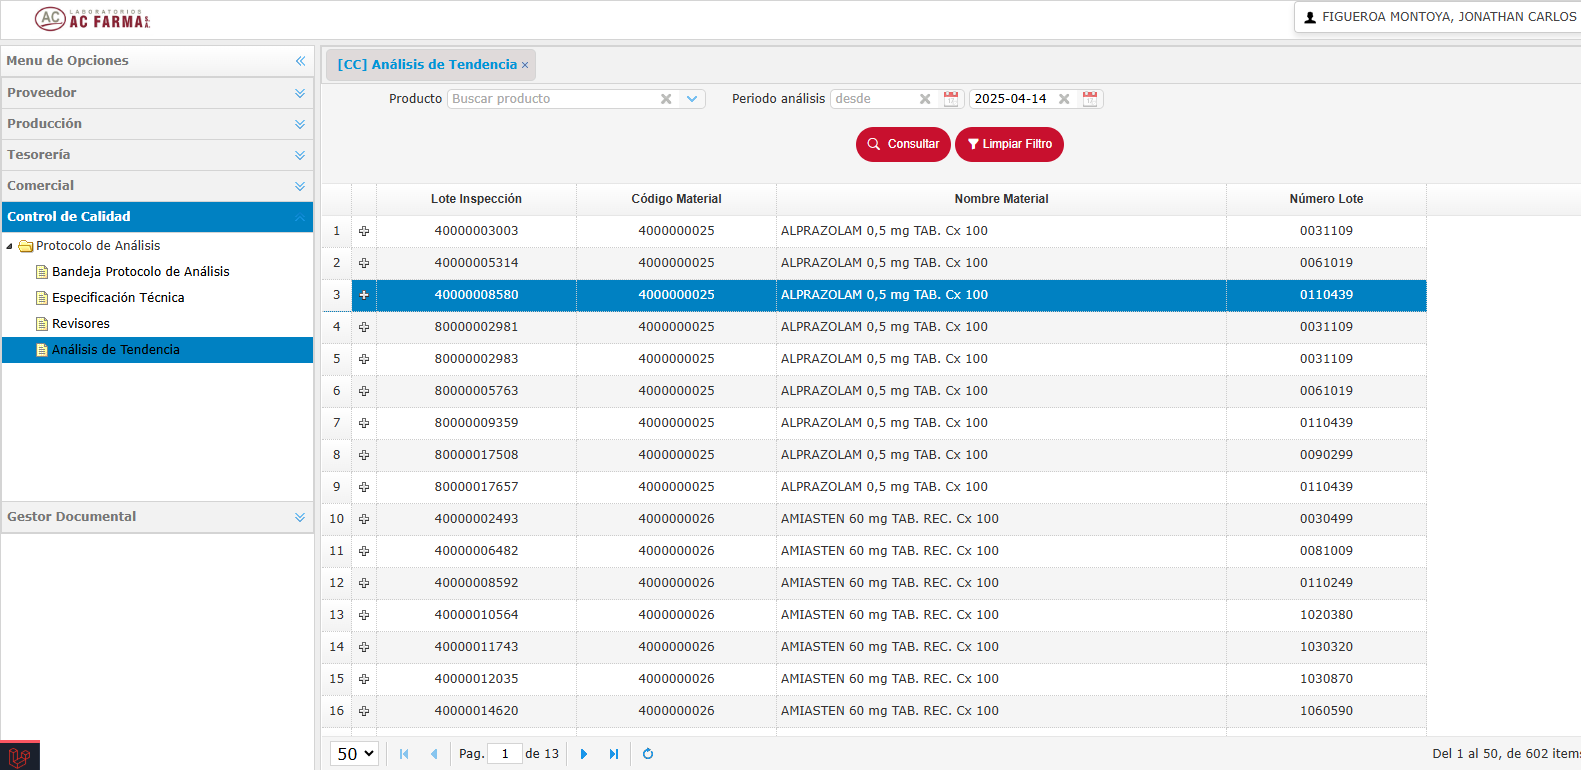 LABORATORIOS
AC AC FARMA S.A.
FIGUEROA MONTOYA, JONATHAN CARLOS
Menu de Opciones
Proveedor
Producción
Tesorería
Comercial
Control de Calidad
Protocolo de Análisis
Bandeja Protocolo de Análisis
Especificación Técnica
Revisores
Análisis de Tendencia
Gestor Documental
[CC] Análisis de Tendencia ×
Producto Buscar producto Periodo análisis desde 2025-04-14
Consultar Limpiar Filtro
Lote Inspección Código Material Nombre Material Número Lote
1 40000003003 4000000025 ALPRAZOLAM 0,5 mg TAB. Cx 100 0031109
2 40000005314 4000000025 ALPRAZOLAM 0,5 mg TAB. Cx 100 0061019
3 40000008580 4000000025 ALPRAZOLAM 0,5 mg TAB. Cx 100 0110439
4 80000002981 4000000025 ALPRAZOLAM 0,5 mg TAB. Cx 100 0031109
5 80000002983 4000000025 ALPRAZOLAM 0,5 mg TAB. Cx 100 0031109
6 80000005763 4000000025 ALPRAZOLAM 0,5 mg TAB. Cx 100 0061019
7 80000009359 4000000025 ALPRAZOLAM 0,5 mg TAB. Cx 100 0110439
8 80000017508 4000000025 ALPRAZOLAM 0,5 mg TAB. Cx 100 0090299
9 80000017657 4000000025 ALPRAZOLAM 0,5 mg TAB. Cx 100 0110439
10 40000002493 4000000026 AMIASTEN 60 mg TAB. REC. Cx 100 0030499
11 40000006482 4000000026 AMIASTEN 60 mg TAB. REC. Cx 100 0081009
12 40000008592 4000000026 AMIASTEN 60 mg TAB. REC. Cx 100 0110249
13 40000010564 4000000026 AMIASTEN 60 mg TAB. REC. Cx 100 1020380
14 40000011743 4000000026 AMIASTEN 60 mg TAB. REC. Cx 100 1030320
15 40000012035 4000000026 AMIASTEN 60 mg TAB. REC. Cx 100 1030870
16 40000014620 4000000026 AMIASTEN 60 mg TAB. REC. Cx 100 1060590
50 Pag. 1 de 13 Del 1 al 50, de 602 items